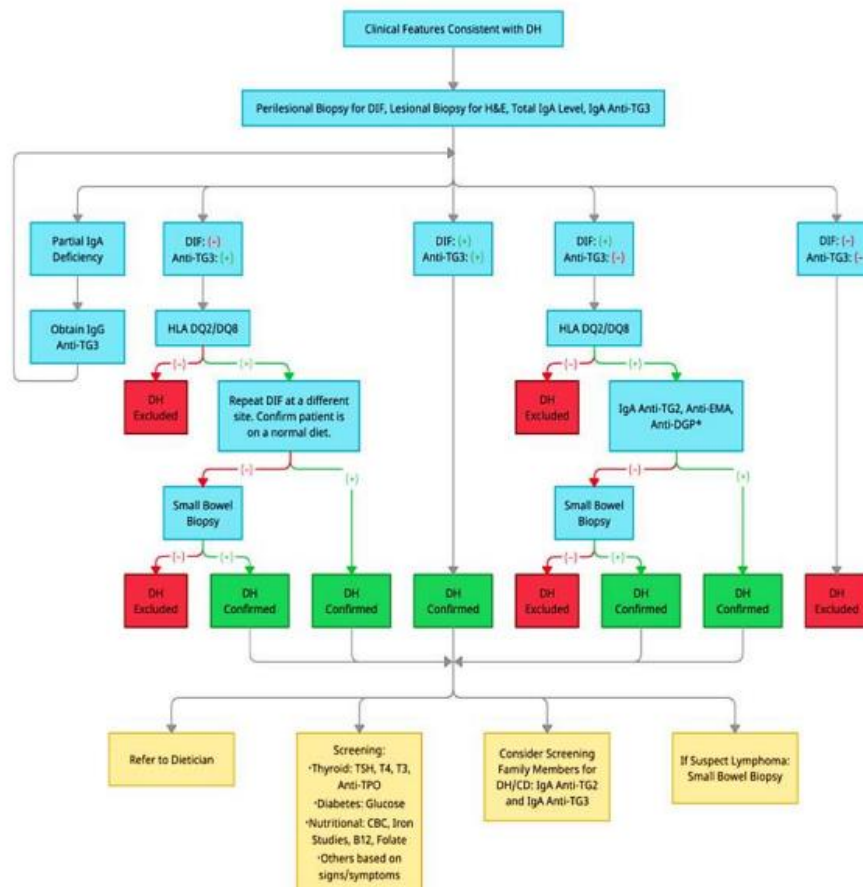 Clinical Features Consistent with DH
Perilesional Biopsy for DIF, Lesional Biopsy for H&E, Total IgA Level, IgA Anti-TG3
Partial IgA
Deficiency
DIF: (-)
Anti-TG3: (+)
DIF: (+)
Anti-TG3: (+)
DIF: (+)
Anti-TG3: (-)
DIF: (-)
Anti-TG3: (-
Obtain IgG
Anti-TG3
HLA DQ2/DQ8
HLA DQ2/DQ8
(-)
(+)
(-)
(+)
DH
Excluded
Repeat DIF at a different
site. Confirm patient is
on a normal diet.
DH
Excluded
IgA Anti-TG2, Anti-EMA,
Anti-DGP*
(-)
(+)
(-)
(+)
Small Bowel
Biopsy
Small Bowel
Biopsy
(-)
(+)
(-)
(+)
DH
Excluded
DH
Confirmed
DH
Confirmed
DH
Confirmed
DH
Excluded
DH
Confirmed
DH
Confirmed
DH
Excluded
Refer to Dietician
Screening:
•Thyroid: TSH, T4, T3,
Anti-TPO
•Diabetes: Glucose
•Nutritional: CBC, Iron
Studies, B12, Folate
•Others based on
signs/symptoms
Consider Screening
Family Members for
DH/CD: IgA Anti-TG2
and IgA Anti-TG3
If Suspect Lymphoma:
Small Bowel Biopsy